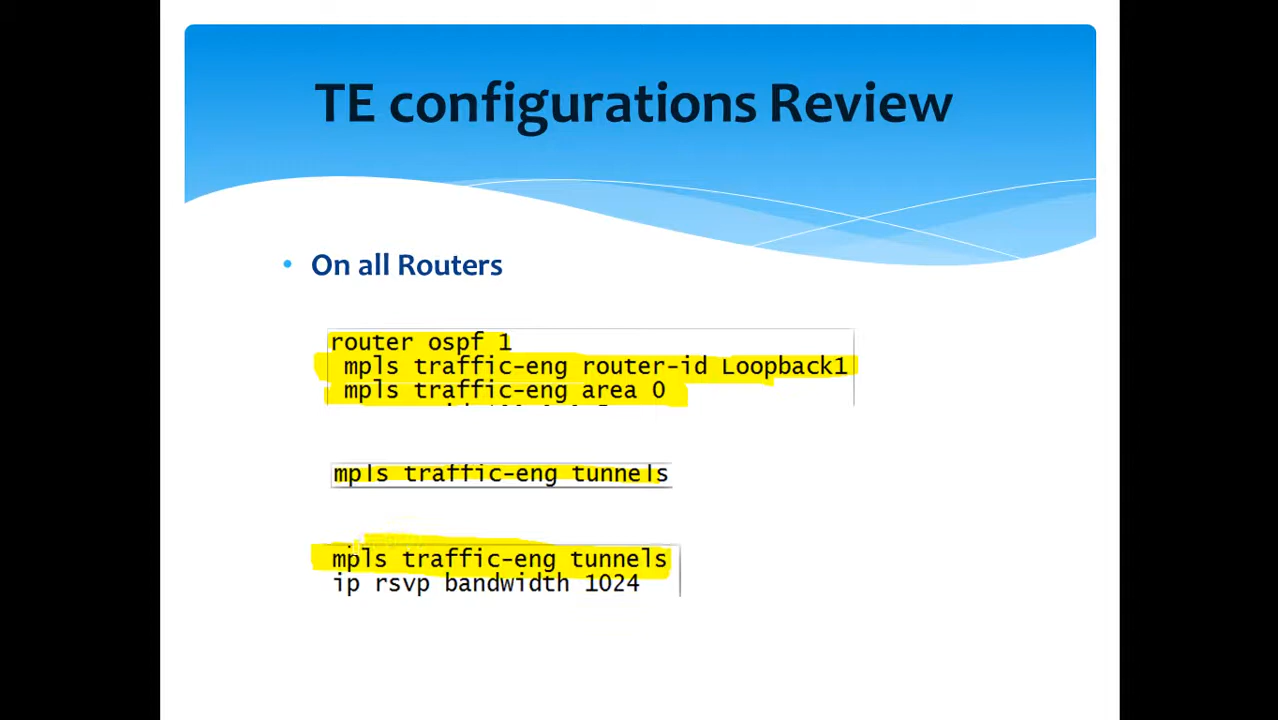 TE configurations Review
• On all Routers
router ospf 1
mpls traffic-eng router-id Loopback1
mpls traffic-eng area 0
mpls traffic-eng tunnels
mpls traffic-eng tunnels
ip rsvp bandwidth 1024